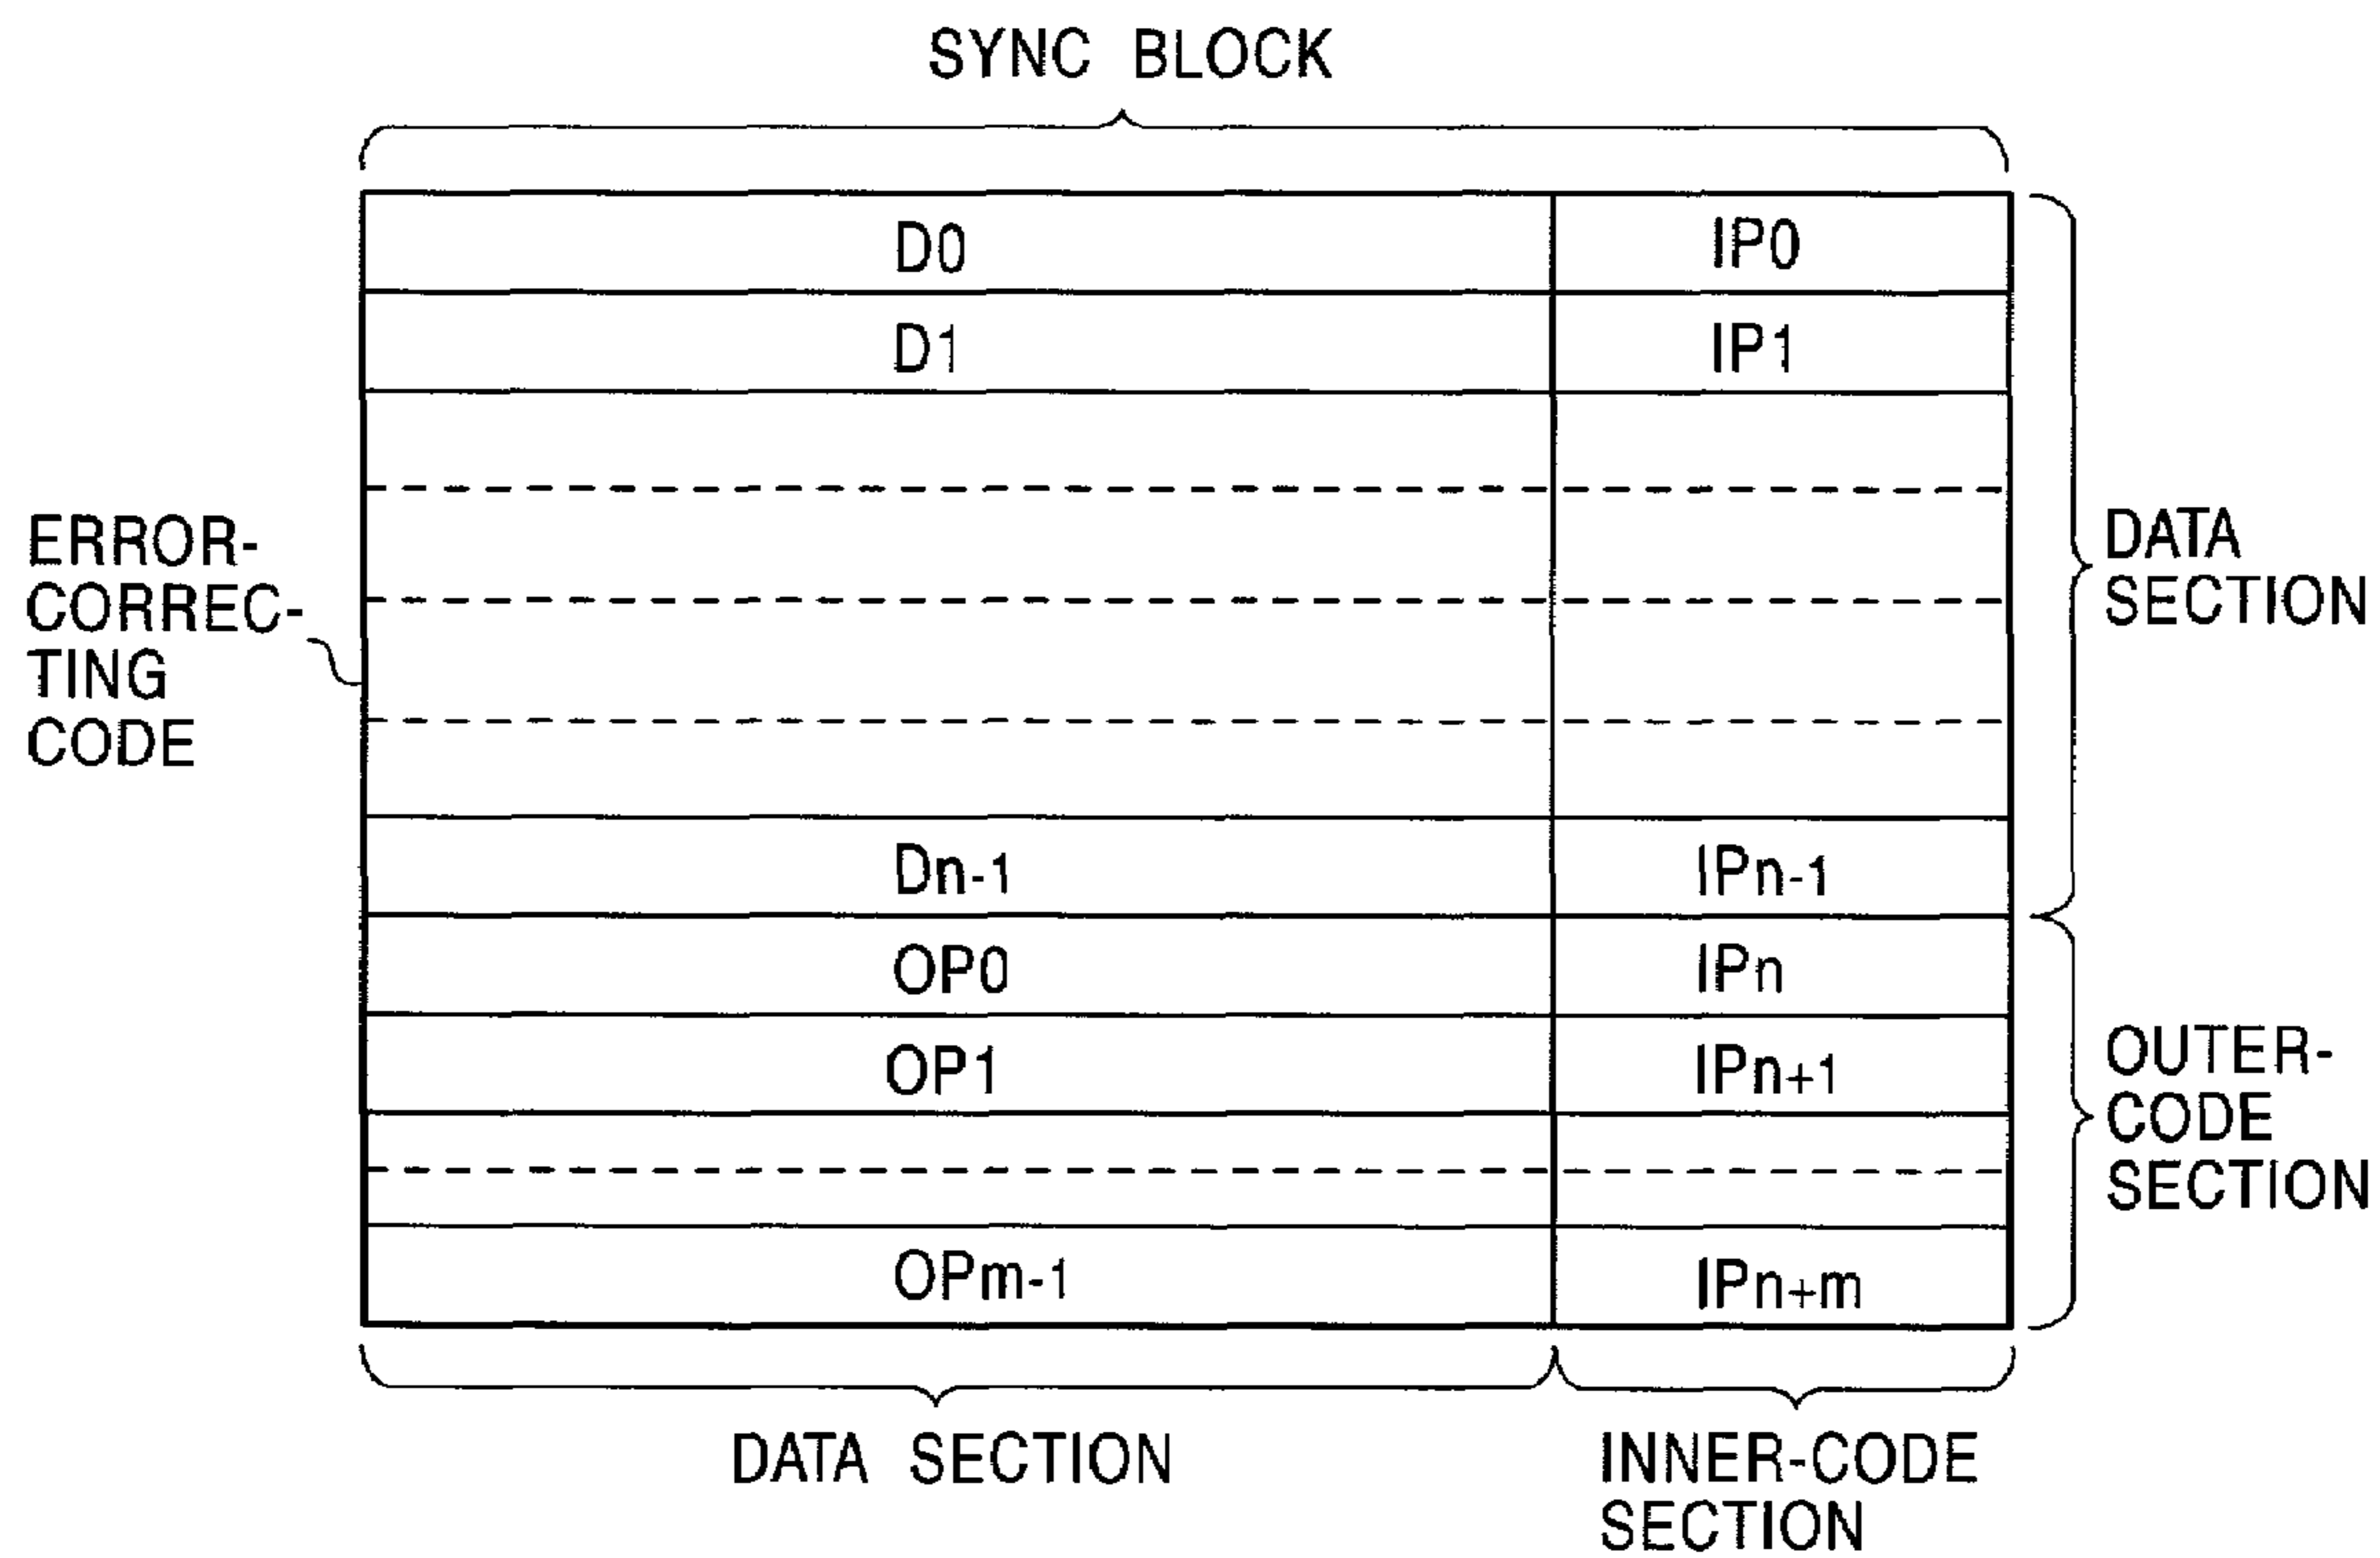 SYNC BLOCK
D0 IP0
D1 IP1
ERROR-
CORREC-
TING
CODE
DATA
SECTION
Dn-1 IPn-1
OP0 IPn
OP1 IPn+1
OUTER-
CODE
SECTION
OPm-1 IPn+m
DATA SECTION
INNER-CODE
SECTION